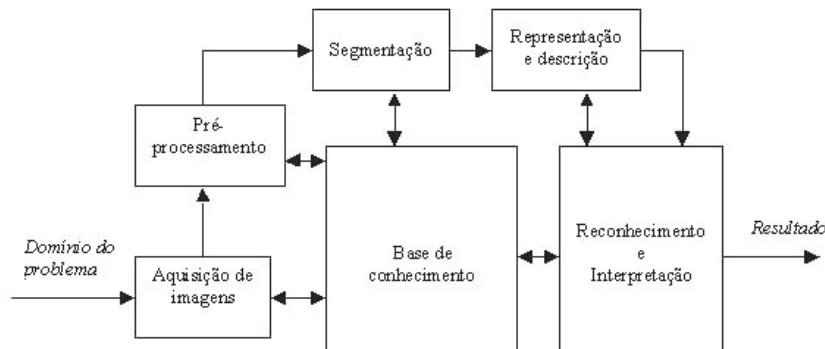 Segmentação
Representação
e descrição
Pré-
processamento
Domínio do
problema
Aquisição de
imagens
Base de
conhecimento
Reconhecimento
e
Interpretação
Resultado